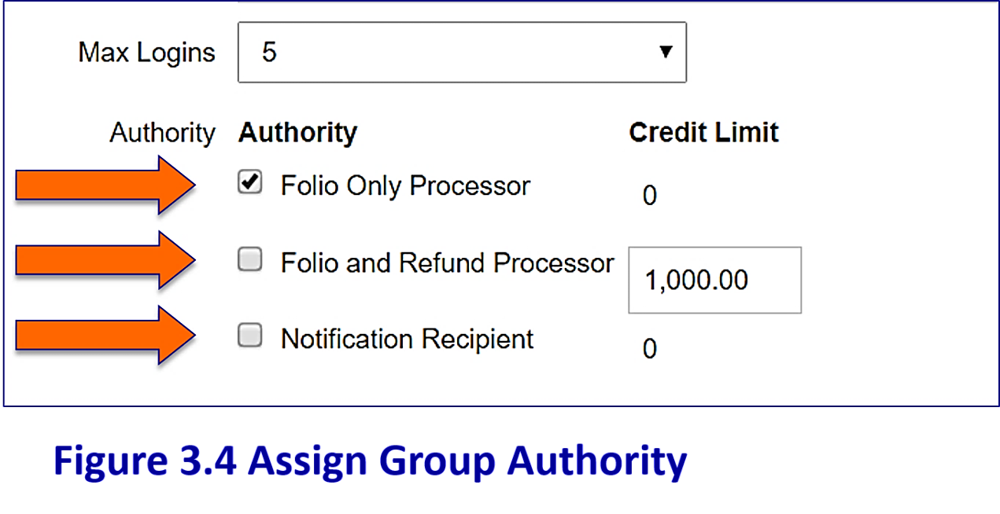 Max Logins 5
Authority Authority Credit Limit
Folio Only Processor 0
Folio and Refund Processor 1,000.00
Notification Recipient 0
Figure 3.4 Assign Group Authority